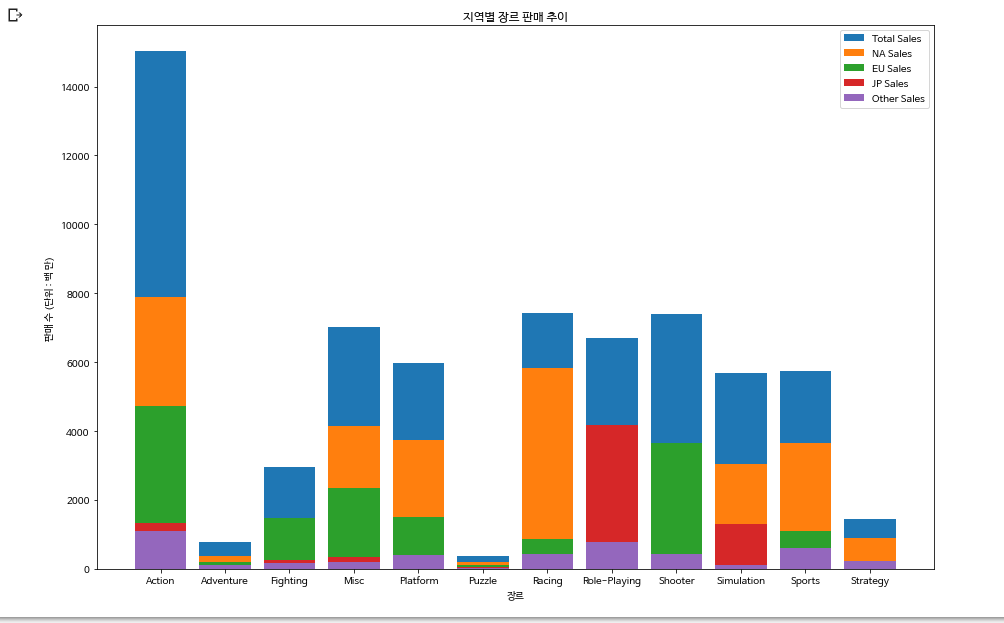 지역별 장르 판매 추이
Total Sales
NA Sales
EU Sales
JP Sales
Other Sales
판매 수 (단위 : 백 만)
14000
12000
10000
8000
6000
4000
2000
0
Action Adventure Fighting Misc Platform Puzzle Racing Role-Playing Shooter Simulation Sports Strategy
장르